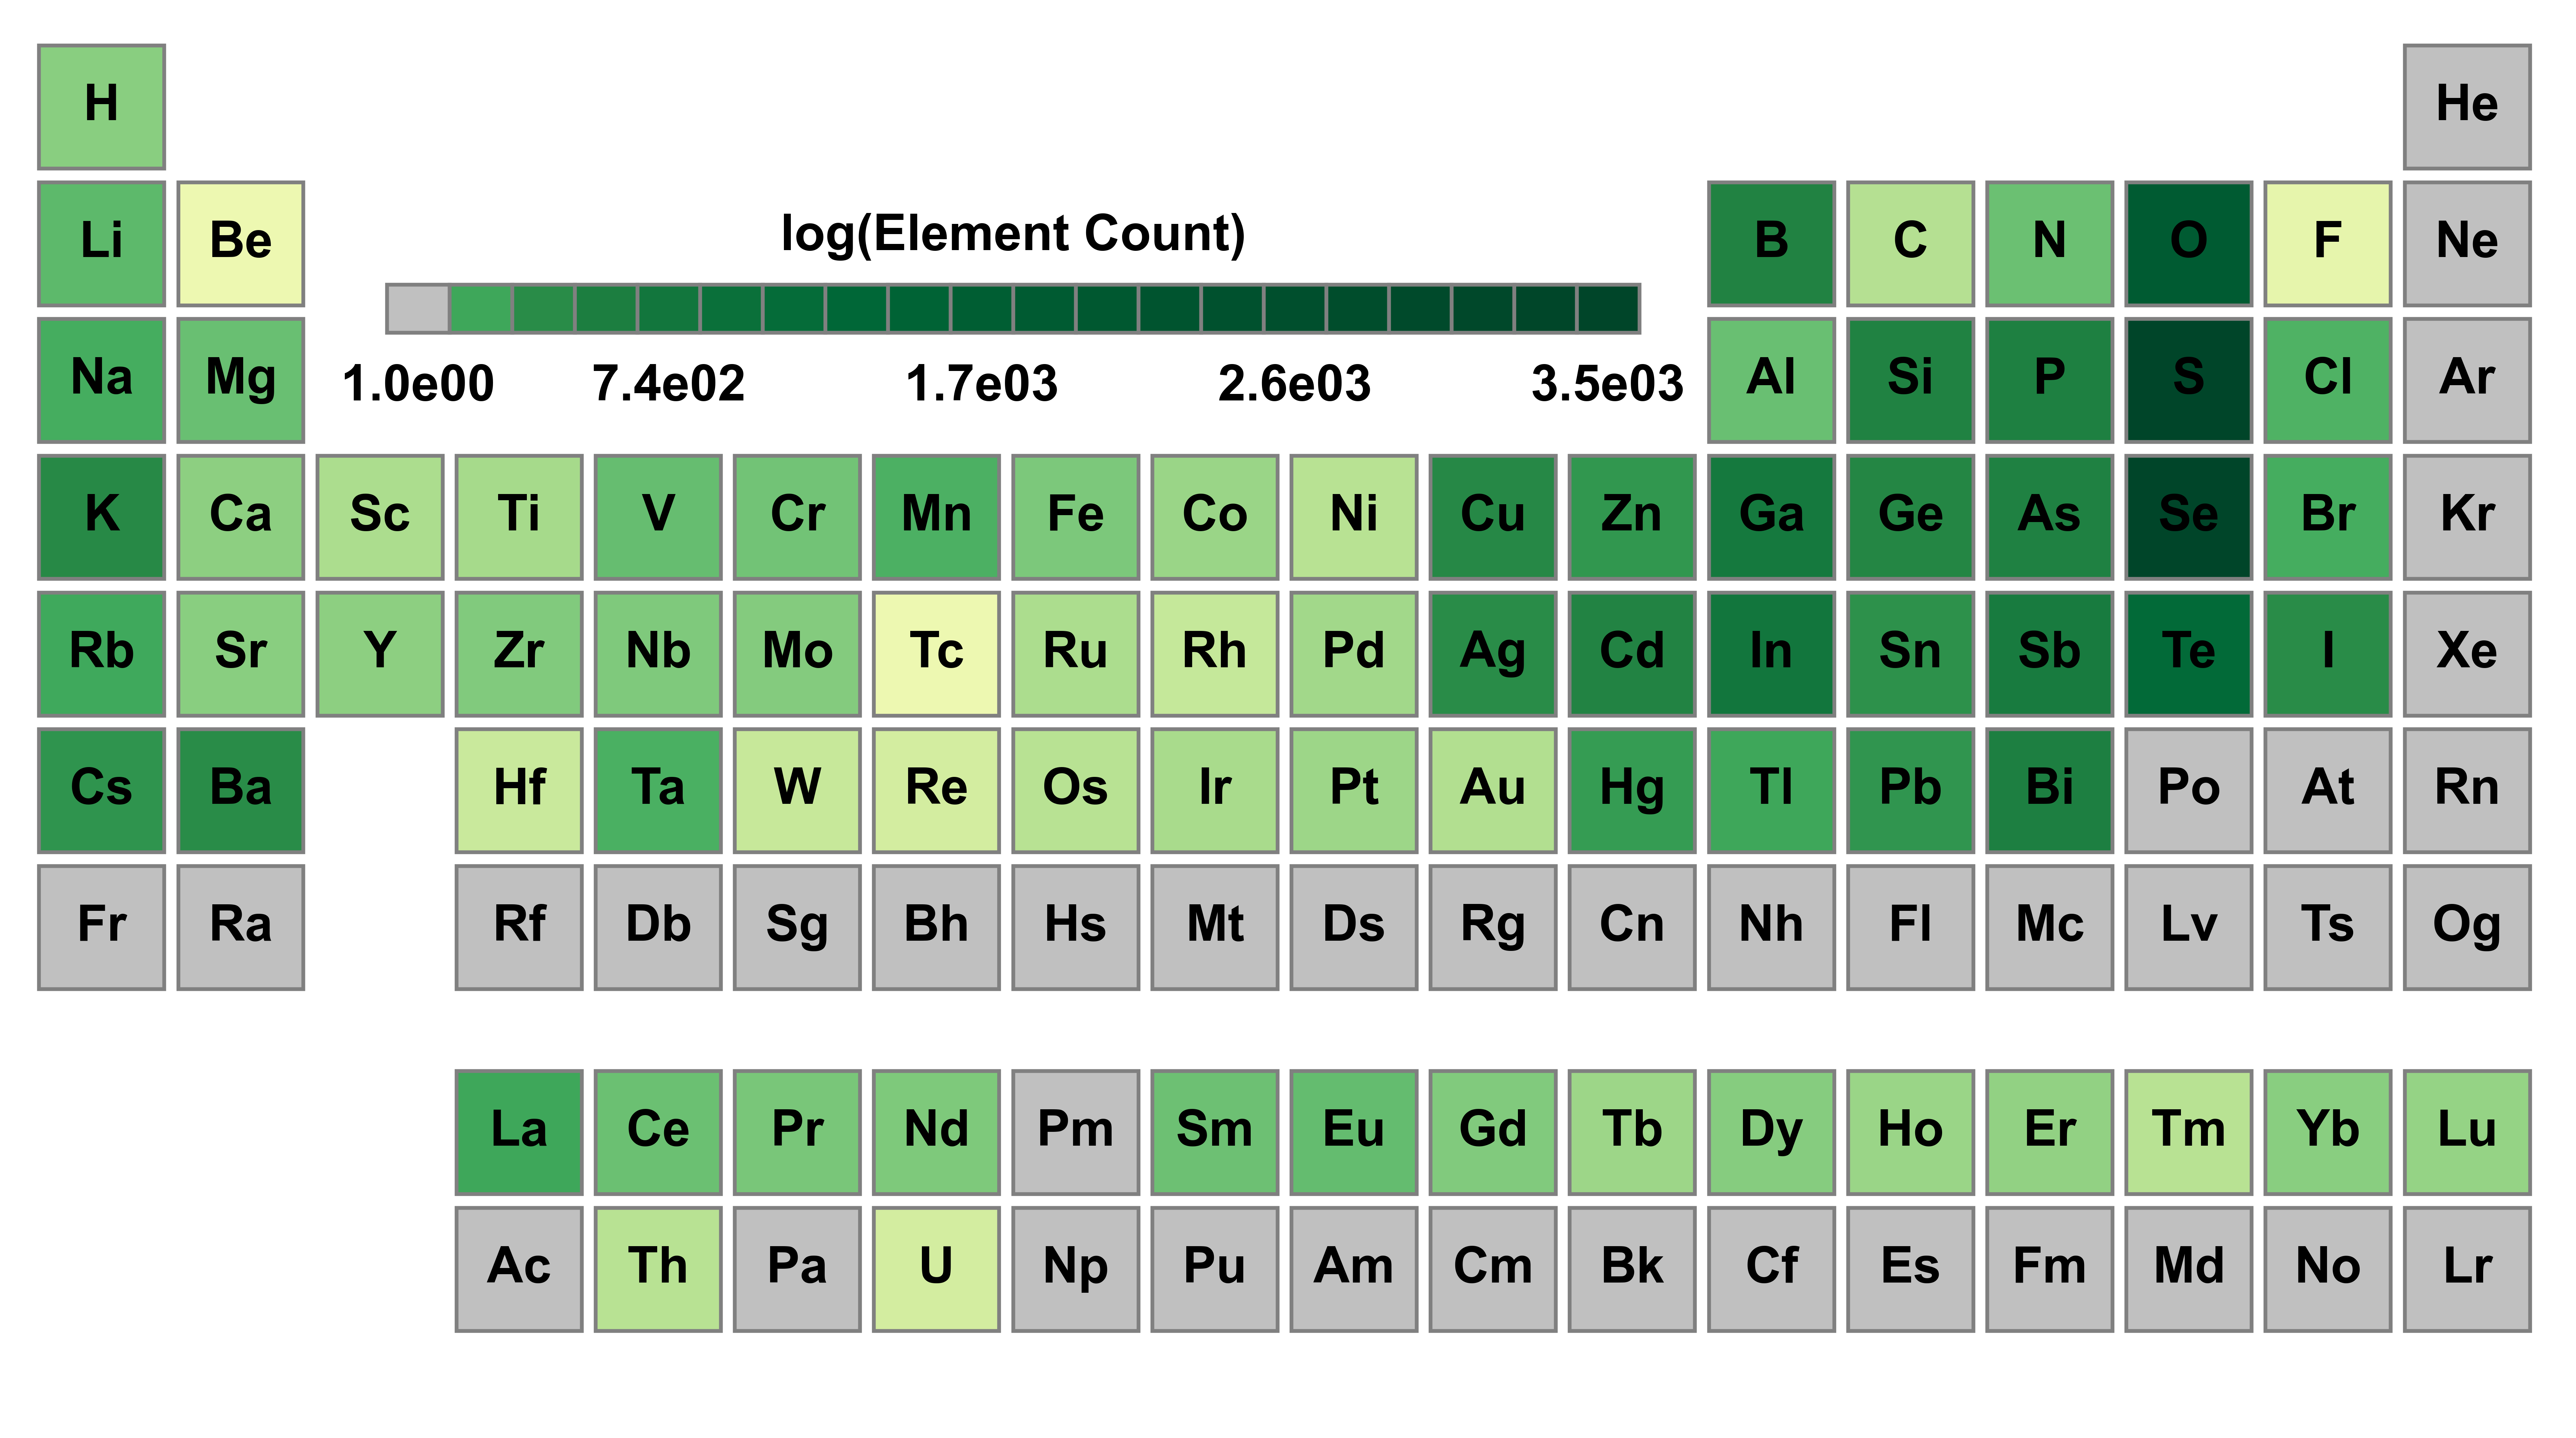 H He
Li Be B C N O F Ne
log(Element Count)
Na Mg Al Si P S Cl Ar
1.0e00 7.4e02 1.7e03 2.6e03 3.5e03
K Ca Sc Ti V Cr Mn Fe Co Ni Cu Zn Ga Ge As Se Br Kr
Rb Sr Y Zr Nb Mo Tc Ru Rh Pd Ag Cd In Sn Sb Te I Xe
Cs Ba Hf Ta W Re Os Ir Pt Au Hg Tl Pb Bi Po At Rn
Fr Ra Rf Db Sg Bh Hs Mt Ds Rg Cn Nh Fl Mc Lv Ts Og
La Ce Pr Nd Pm Sm Eu Gd Tb Dy Ho Er Tm Yb Lu
Ac Th Pa U Np Pu Am Cm Bk Cf Es Fm Md No Lr